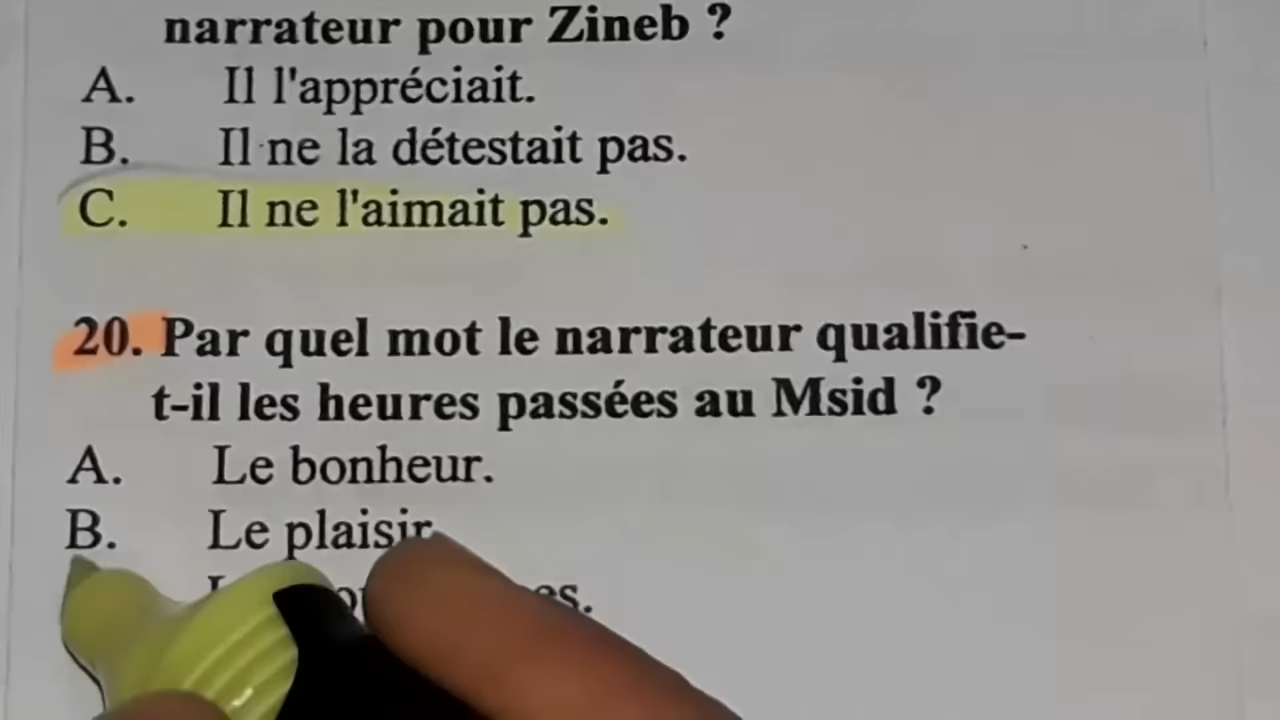 narrateur pour Zineb ?
A. Il l'appréciait.
B. Il ne la détestait pas.
C. Il ne l'aimait pas.
20. Par quel mot le narrateur qualifie-
t-il les heures passées au Msid ?
A. Le bonheur.
B. Le plaisir